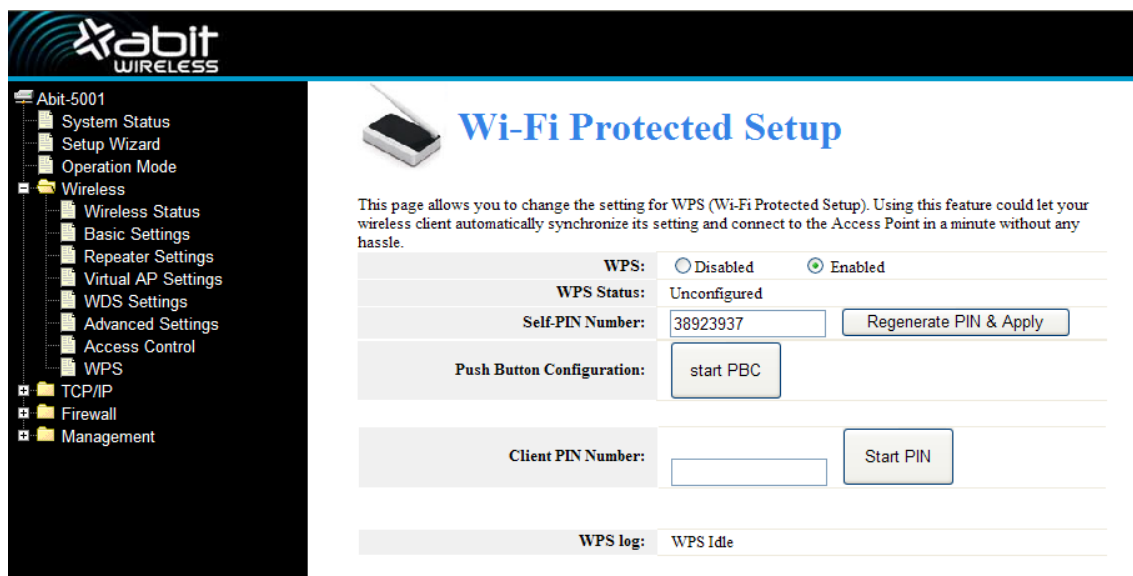 abit
WIRELESS
Abit-5001
System Status
Setup Wizard
Operation Mode
Wireless
Wireless Status
Basic Settings
Repeater Settings
Virtual AP Settings
WDS Settings
Advanced Settings
Access Control
WPS
TCP/IP
Firewall
Management
Wi-Fi Protected Setup
This page allows you to change the setting for WPS (Wi-Fi Protected Setup). Using this feature could let your
wireless client automatically synchronize its setting and connect to the Access Point in a minute without any
hassle.
WPS: Disabled Enabled
WPS Status: Unconfigured
Self-PIN Number: 38923937 Regenerate PIN & Apply
Push Button Configuration: start PBC
Client PIN Number: Start PIN
WPS log: WPS Idle